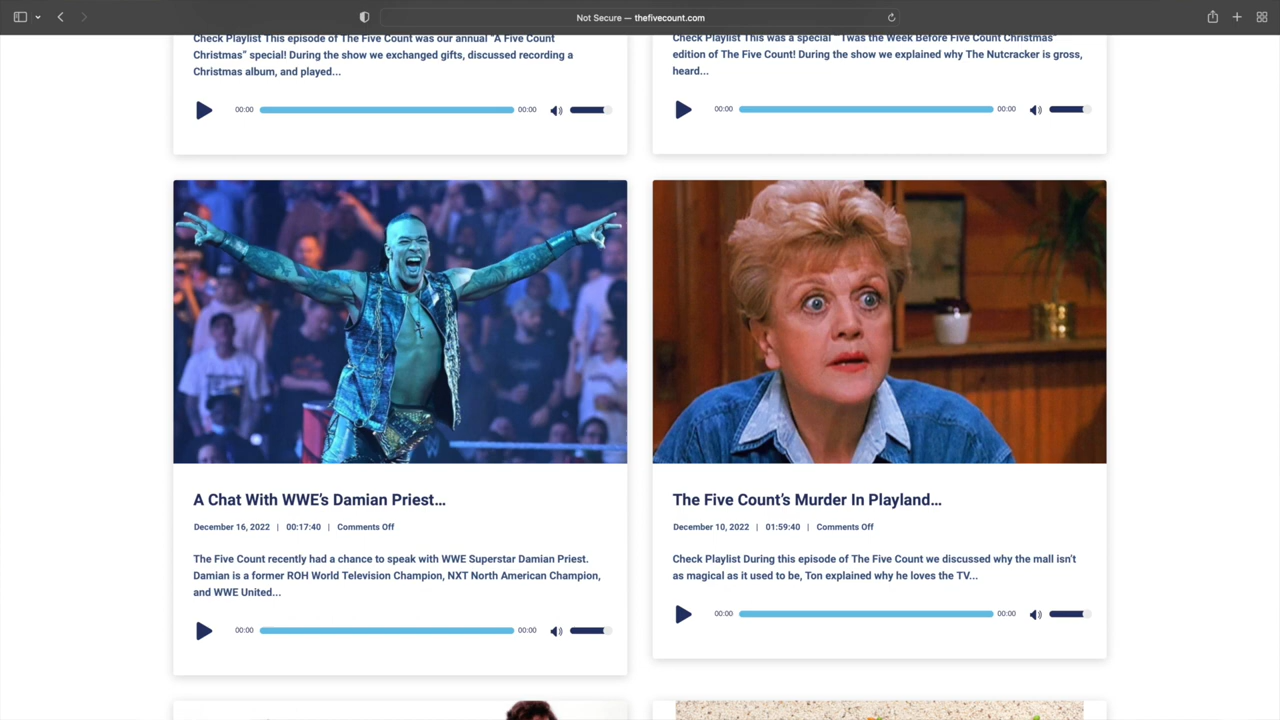 Not Secure — thefivecount.com
Check Playlist This episode of The Five Count was our annual “A Five Count
Christmas” special! During the show we exchanged gifts, discussed recording a
Christmas album, and played...
00:00
00:00
Check Playlist This was a special “Twas the Week Before Five Count Christmas”
edition of The Five Count! During the show we explained why The Nutcracker is gross,
heard...
00:00
00:00
A Chat With WWE’s Damian Priest…
December 16, 2022 | 00:17:40 | Comments Off
The Five Count recently had a chance to speak with WWE Superstar Damian Priest.
Damian is a former ROH World Television Champion, NXT North American Champion,
and WWE United...
00:00
00:00
The Five Count’s Murder In Playland…
December 10, 2022 | 01:59:40 | Comments Off
Check Playlist During this episode of The Five Count we discussed why the mall isn’t
as magical as it used to be, Ton explained why he loves the TV...
00:00
00:00